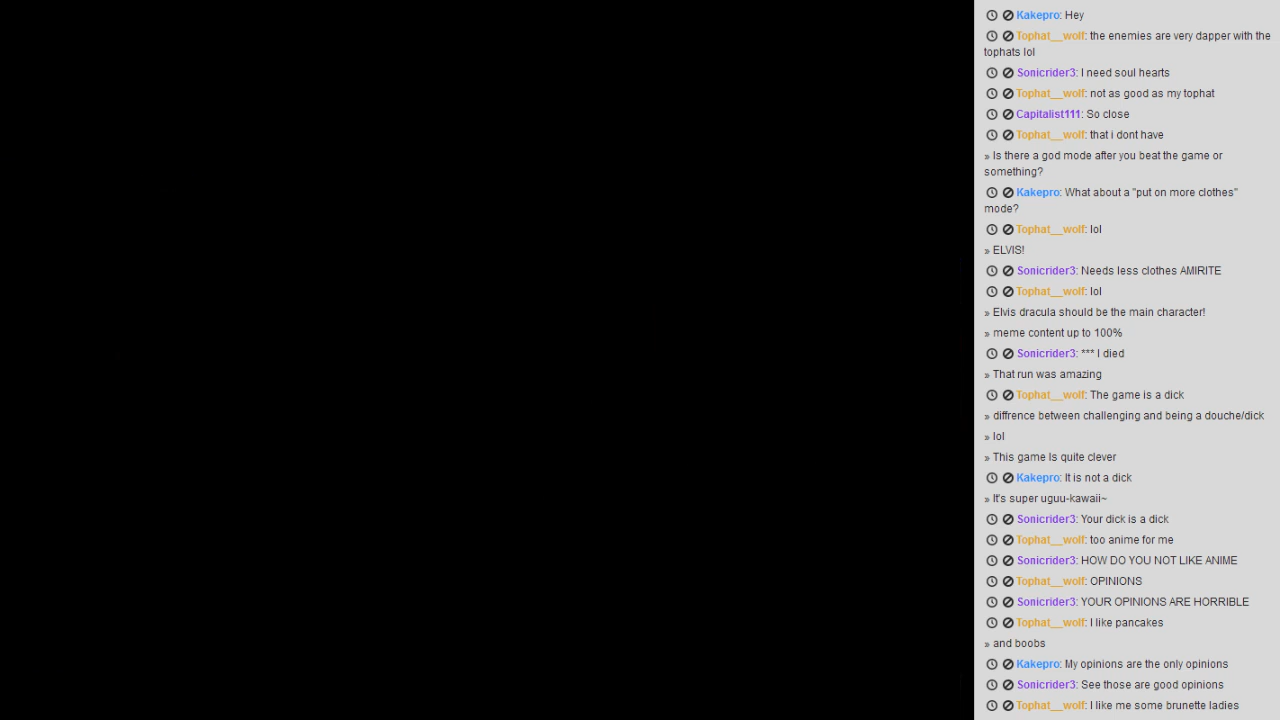 Kakepro: Hey
Tophat__wolf: the enemies are very dapper with the
tophats lol
Sonicrider3: I need soul hearts
Tophat__wolf: not as good as my tophat
Capitalist111: So close
Tophat__wolf: that i dont have
» Is there a god mode after you beat the game or
something?
Kakepro: What about a "put on more clothes"
mode?
Tophat__wolf: lol
» ELVIS!
Sonicrider3: Needs less clothes AMIRITE
Tophat__wolf: lol
» Elvis dracula should be the main character!
» meme content up to 100%
Sonicrider3: *** I died
» That run was amazing
Tophat__wolf: The game is a dick
» diffrence between challenging and being a douche/dick
» lol
» This game Is quite clever
Kakepro: It is not a dick
» It's super uguu-kawaii~
Sonicrider3: Your dick is a dick
Tophat__wolf: too anime for me
Sonicrider3: HOW DO YOU NOT LIKE ANIME
Tophat__wolf: OPINIONS
Sonicrider3: YOUR OPINIONS ARE HORRIBLE
Tophat__wolf: I like pancakes
» and boobs
Kakepro: My opinions are the only opinions
Sonicrider3: See those are good opinions
Tophat__wolf: I like me some brunette ladies